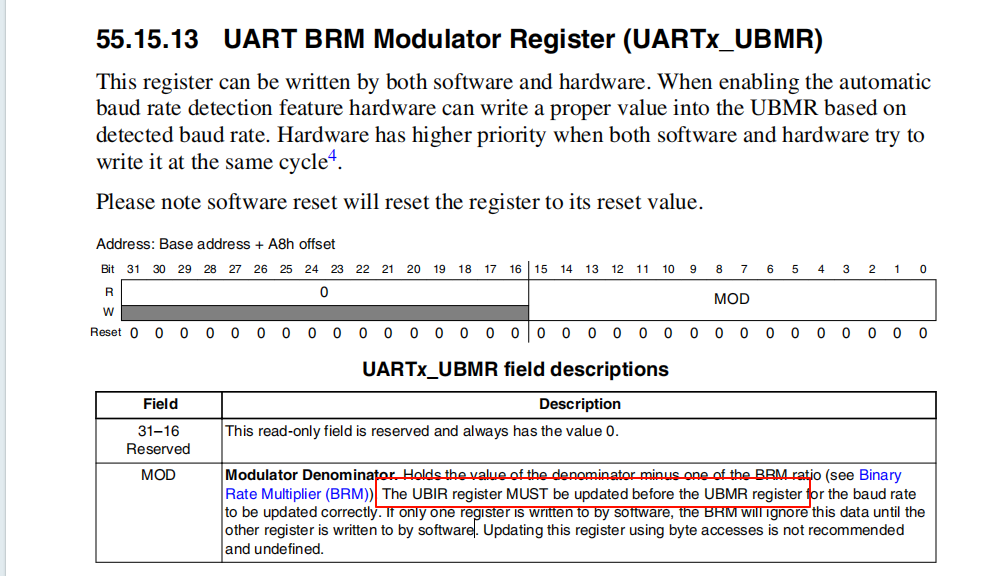 55.15.13 UART BRM Modulator Register (UARTx_UBMR)
This register can be written by both software and hardware. When enabling the automatic
baud rate detection feature hardware can write a proper value into the UBMR based on
detected baud rate. Hardware has higher priority when both software and hardware try to
write it at the same cycle4.
Please note software reset will reset the register to its reset value.
Address: Base address + A8h offset
Bit 31 30 29 28 27 26 25 24 23 22 21 20 19 18 17 16 15 14 13 12 11 10 9 8 7 6 5 4 3 2 1 0
R 0 MOD
W
Reset 0 0 0 0 0 0 0 0 0 0 0 0 0 0 0 0 0 0 0 0 0 0 0 0 0 0 0 0 0 0 0 0
UARTx_UBMR field descriptions
Field Description
31–16 This read-only field is reserved and always has the value 0.
Reserved
MOD Modulator Denominator. Holds the value of the denominator minus one of the BRM ratio (see Binary
Rate Multiplier (BRM)) The UBIR register MUST be updated before the UBMR register for the baud rate
to be updated correctly. If only one register is written to by software, the BRM will ignore this data until the
other register is written to by software. Updating this register using byte accesses is not recommended
and undefined.